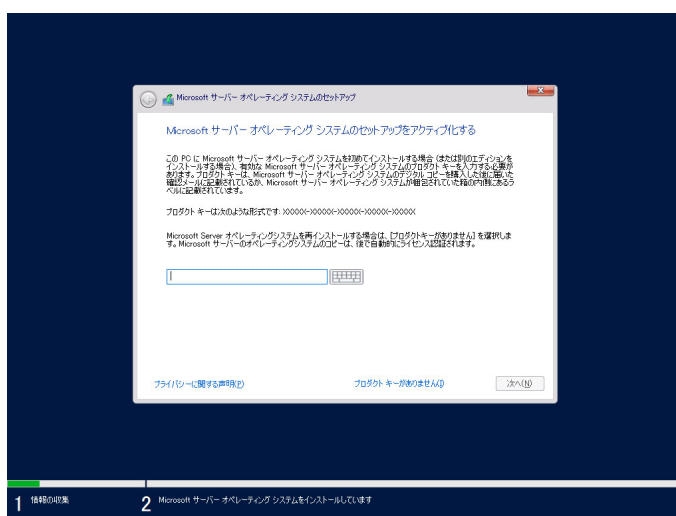 Microsoft サーバー オペレーティング システムのセットアップ
Microsoft サーバー オペレーティング システムのセットアップをアクティブ化する
この PC に Microsoft サーバー オペレーティング システムを初めてインストールする場合 (または別のエディションを
インストールする場合)、有効な Microsoft サーバー オペレーティング システムのプロダクト キーを入力する必要が
あります。プロダクト キーは、Microsoft サーバー オペレーティング システムのデジタル コピーを購入した後に届いた
確認メールに記載されているか、Microsoft サーバー オペレーティング システムが梱包されていた箱の内側にあるラ
ベルに記載されています。
プロダクト キーは次のような形式です: XXXXX-XXXXX-XXXXX-XXXXX-XXXXX
Microsoft Server オペレーティングシステムを再インストールする場合は、[プロダクトキーがありません] を選択しま
す。Microsoft サーバーのオペレーティングシステムのコピーは、後で自動的にライセンス認証されます。
プライバシーに関する声明(P)
プロダクト キーがありません(I)
次へ(N)
1 情報の収集
2 Microsoft サーバー オペレーティング システムをインストールしています